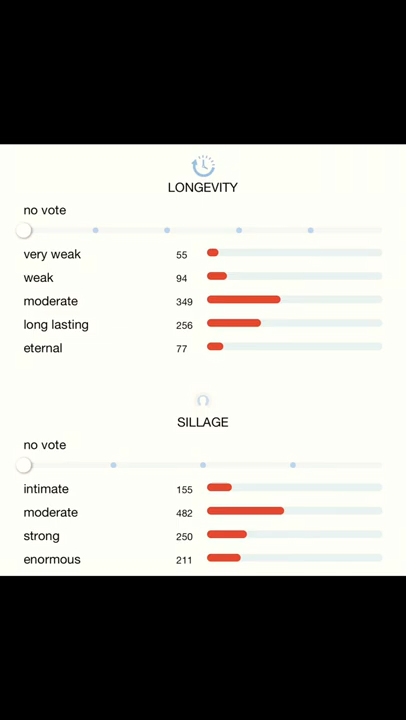 LONGEVITY
no vote
very weak 55
weak 94
moderate 349
long lasting 256
eternal 77
SILLAGE
no vote
intimate 155
moderate 482
strong 250
enormous 211